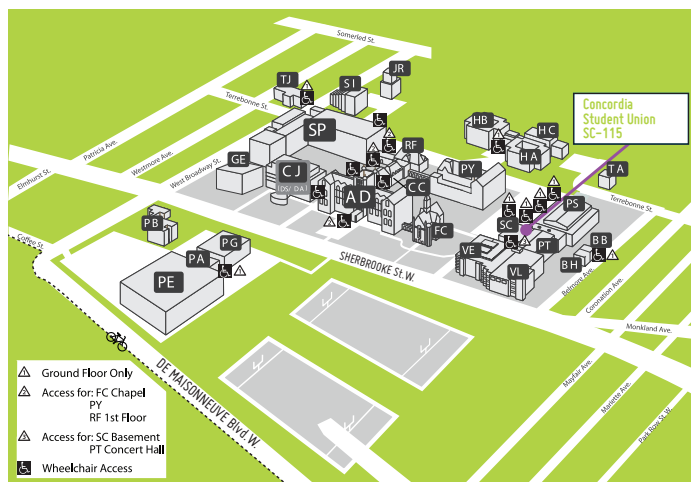 Somerled St.
TJ
SI
JR
Terrebonne St.
Patricia Ave.
Elmhurst St.
Westmore Ave.
West Broadway St.
SP
GE
CJ
AD
RF
CC
PY
FC
HB
HC
HA
Concordia
Student Union
SC-115
TA
Terrebonne St.
PS
SC
PT
VE
VL
BB
BH
Belmore Ave.
Coronation Ave.
Monkland Ave.
Coffee St.
PB
PG
PA
PE
SHERBROOKE St.W.
DE MAISONNEUVE Blvd.W.
Mayfair Ave.
Mariette Ave.
Park Row St. W.
1 Ground Floor Only
2 Access for: FC Chapel
PY
RF 1st Floor
3 Access for: SC Basement
PT Concert Hall
Wheelchair Access